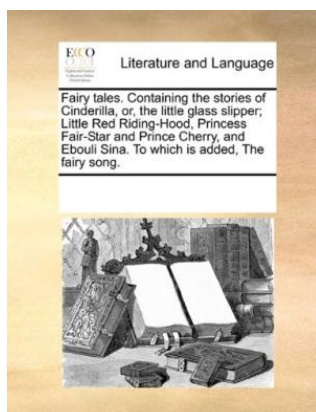 ECCO
Literature and Language
Fairy tales. Containing the stories of
Cinderilla, or, the little glass slipper;
Little Red Riding-Hood, Princess
Fair-Star and Prince Cherry, and
Ebouli Sina. To which is added, The
fairy song.